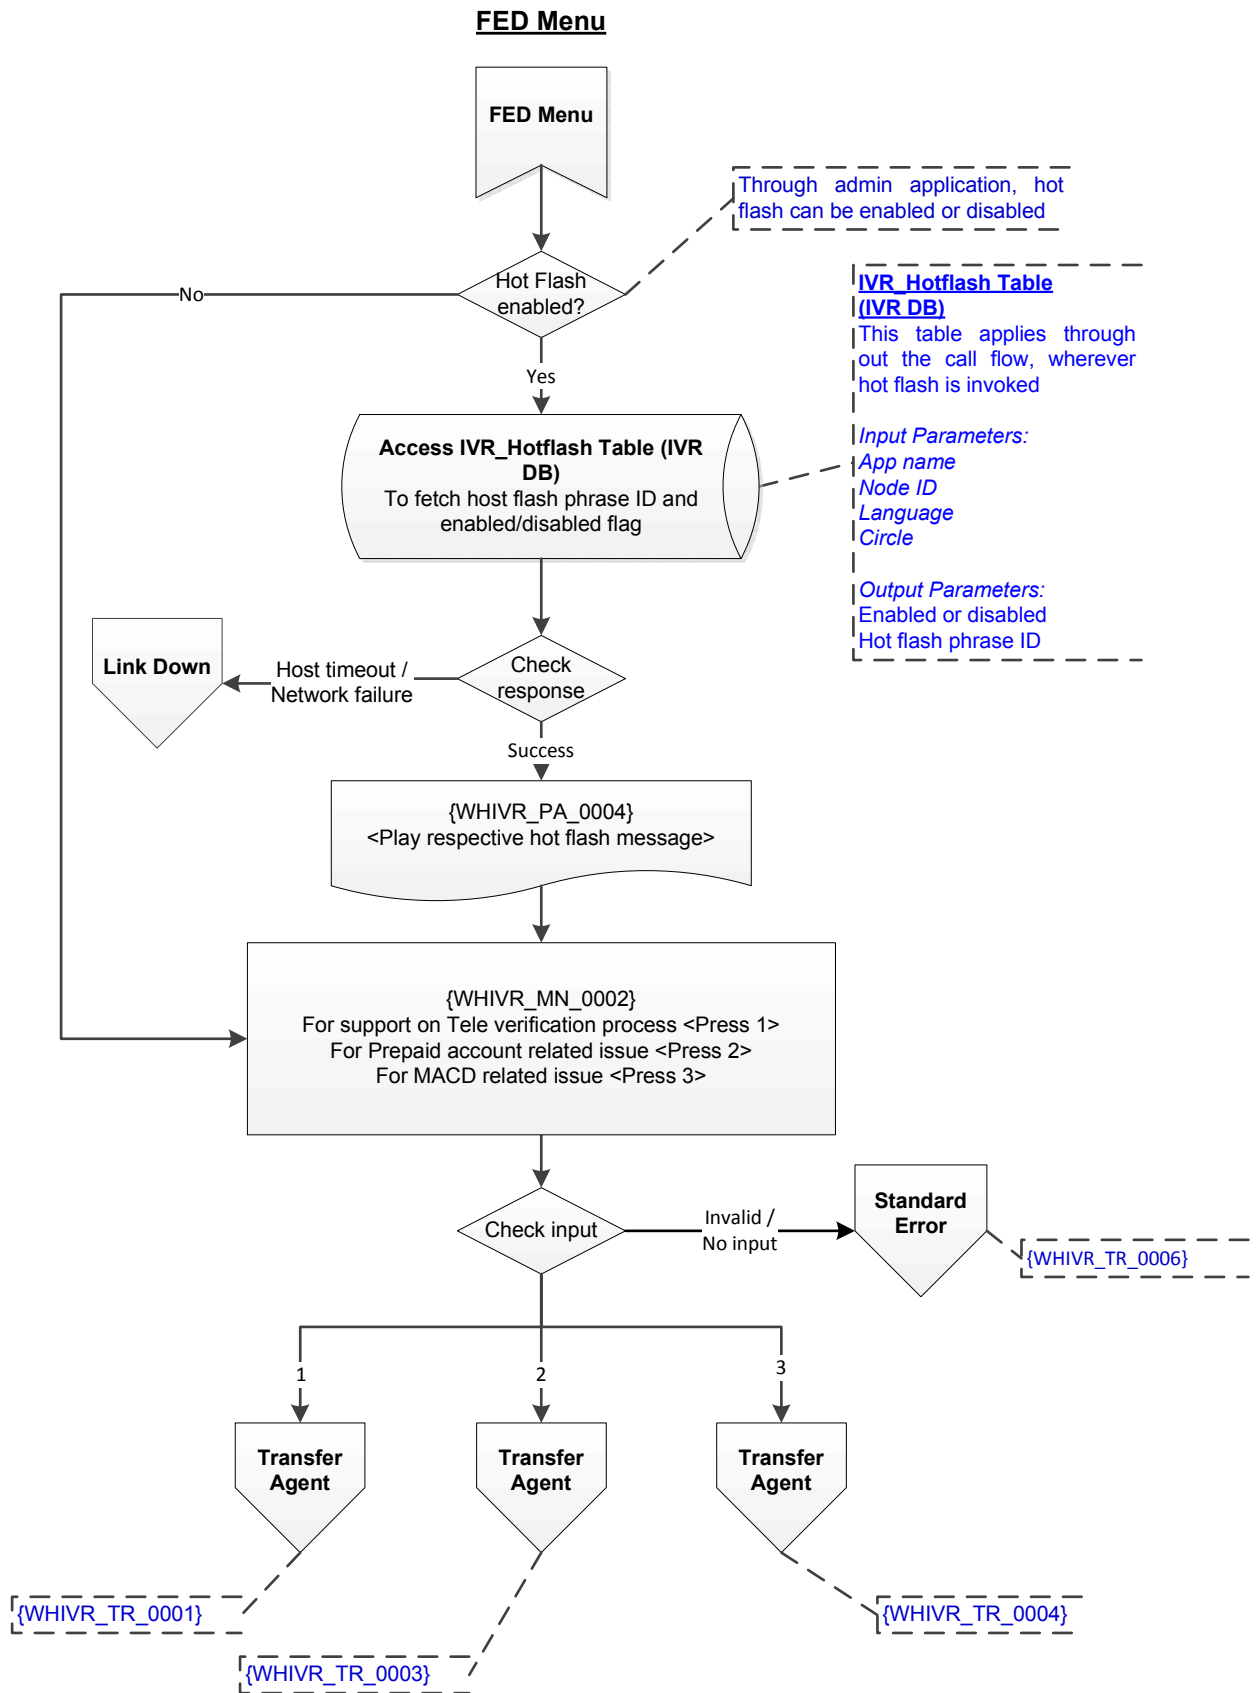 FED Menu
FED Menu
Through admin application, hot
flash can be enabled or disabled
Hot Flash
enabled?
No
Yes
IVR_Hotflash Table
(IVR DB)
This table applies through
out the call flow, wherever
hot flash is invoked
Input Parameters:
App name
Node ID
Language
Circle
Output Parameters:
Enabled or disabled
Hot flash phrase ID
Access IVR_Hotflash Table (IVR
DB)
To fetch host flash phrase ID and
enabled/disabled flag
Link Down
Host timeout /
Network failure
Check
response
Success
{WHIVR_PA_0004}
<Play respective hot flash message>
{WHIVR_MN_0002}
For support on Tele verification process <Press 1>
For Prepaid account related issue <Press 2>
For MACD related issue <Press 3>
Check input
Invalid /
No input
Standard
Error
{WHIVR_TR_0006}
1
2
3
Transfer
Agent
Transfer
Agent
Transfer
Agent
{WHIVR_TR_0001}
{WHIVR_TR_0003}
{WHIVR_TR_0004}